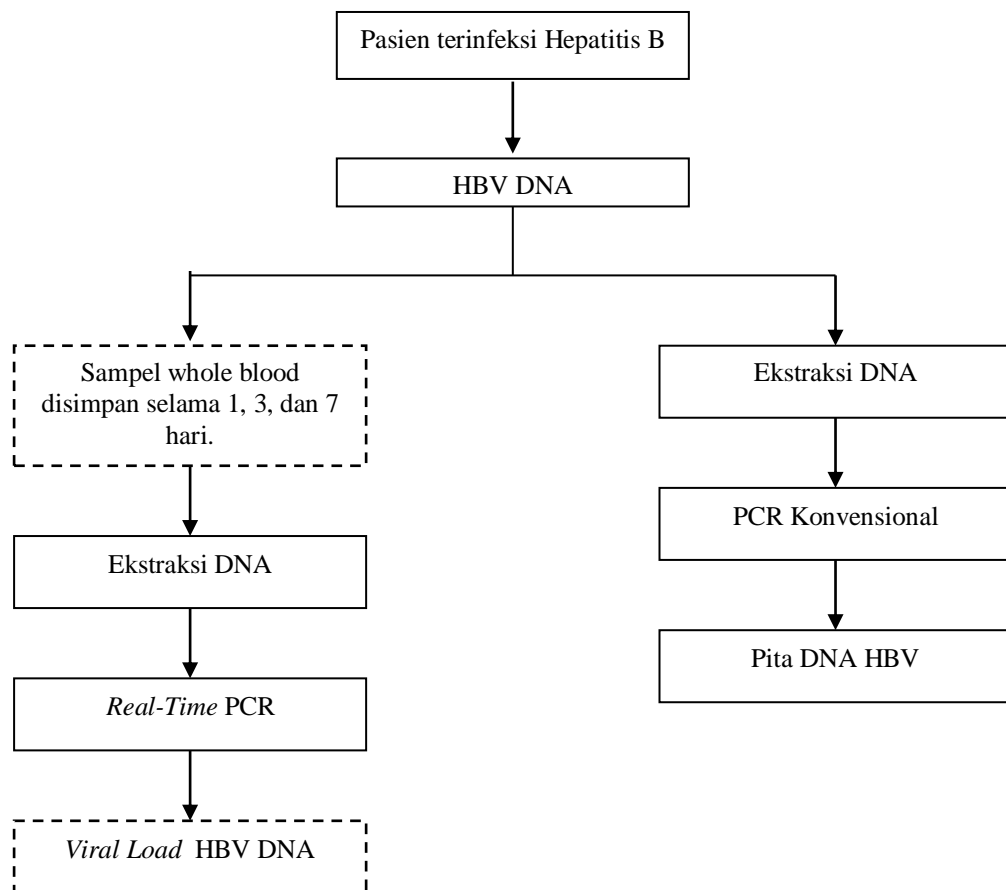 Pasien terinfeksi Hepatitis B
HBV DNA
Sampel whole blood
disimpan selama 1, 3, dan 7
hari.
Ekstraksi DNA
Real-Time PCR
Viral Load HBV DNA
Ekstraksi DNA
PCR Konvensional
Pita DNA HBV